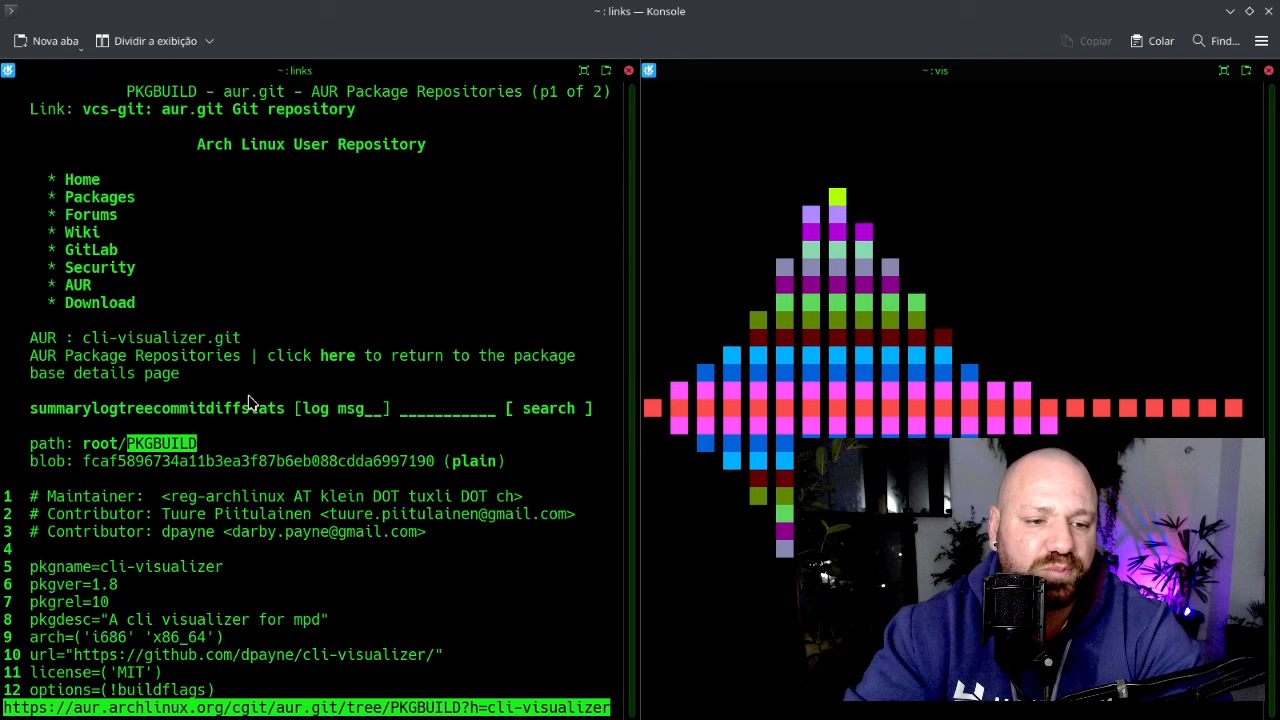 ~ : links — Konsole
Nova aba
Dividir a exibição
Copiar
Colar
Find...
~ : links
PKGBUILD - aur.git - AUR Package Repositories (p1 of 2)
Link: vcs-git: aur.git Git repository
Arch Linux User Repository
* Home
* Packages
* Forums
* Wiki
* GitLab
* Security
* AUR
* Download
AUR : cli-visualizer.git
AUR Package Repositories | click here to return to the package
base details page
summarylogtreecommitdiffstats [log msg__] ___________ [ search ]
path: root/PKGBUILD
blob: fcaf5896734a11b3ea3f87b6eb088cdda6997190 (plain)
1 # Maintainer:  <reg-archlinux AT klein DOT tuxli DOT ch>
2 # Contributor: Tuure Piitulainen <tuure.piitulainen@gmail.com>
3 # Contributor: dpayne <darby.payne@gmail.com>
4
5 pkgname=cli-visualizer
6 pkgver=1.8
7 pkgrel=10
8 pkgdesc="A cli visualizer for mpd"
9 arch=('i686' 'x86_64')
10 url="https://github.com/dpayne/cli-visualizer/"
11 license=('MIT')
12 options=(!buildflags)
https://aur.archlinux.org/cgit/aur.git/tree/PKGBUILD?h=cli-visualizer
~ : vis